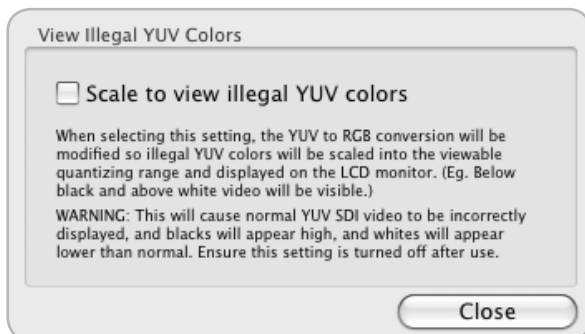 View Illegal YUV Colors
Scale to view illegal YUV colors
When selecting this setting, the YUV to RGB conversion will be
modified so illegal YUV colors will be scaled into the viewable
quantizing range and displayed on the LCD monitor. (Eg. Below
black and above white video will be visible.)
WARNING: This will cause normal YUV SDI video to be incorrectly
displayed, and blacks will appear high, and whites will appear
lower than normal. Ensure this setting is turned off after use.
Close